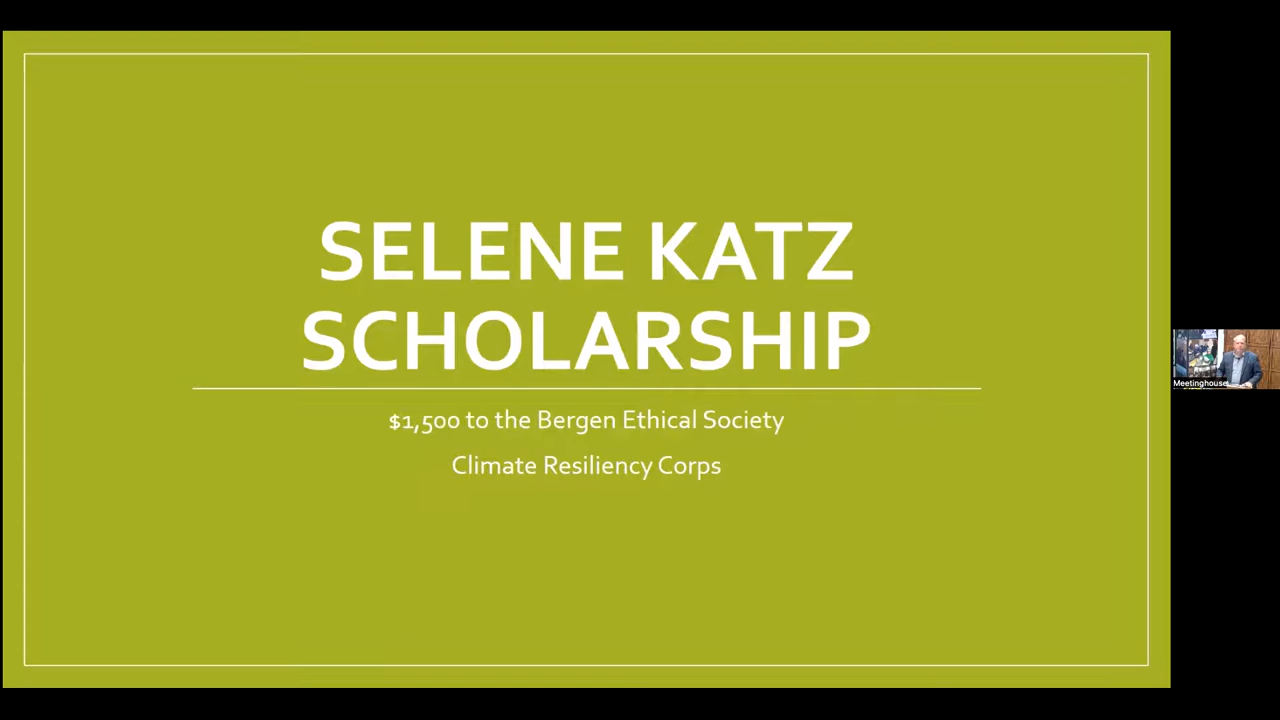 SELENE KATZ
SCHOLARSHIP
$1,500 to the Bergen Ethical Society
Climate Resiliency Corps
Meetinghouse